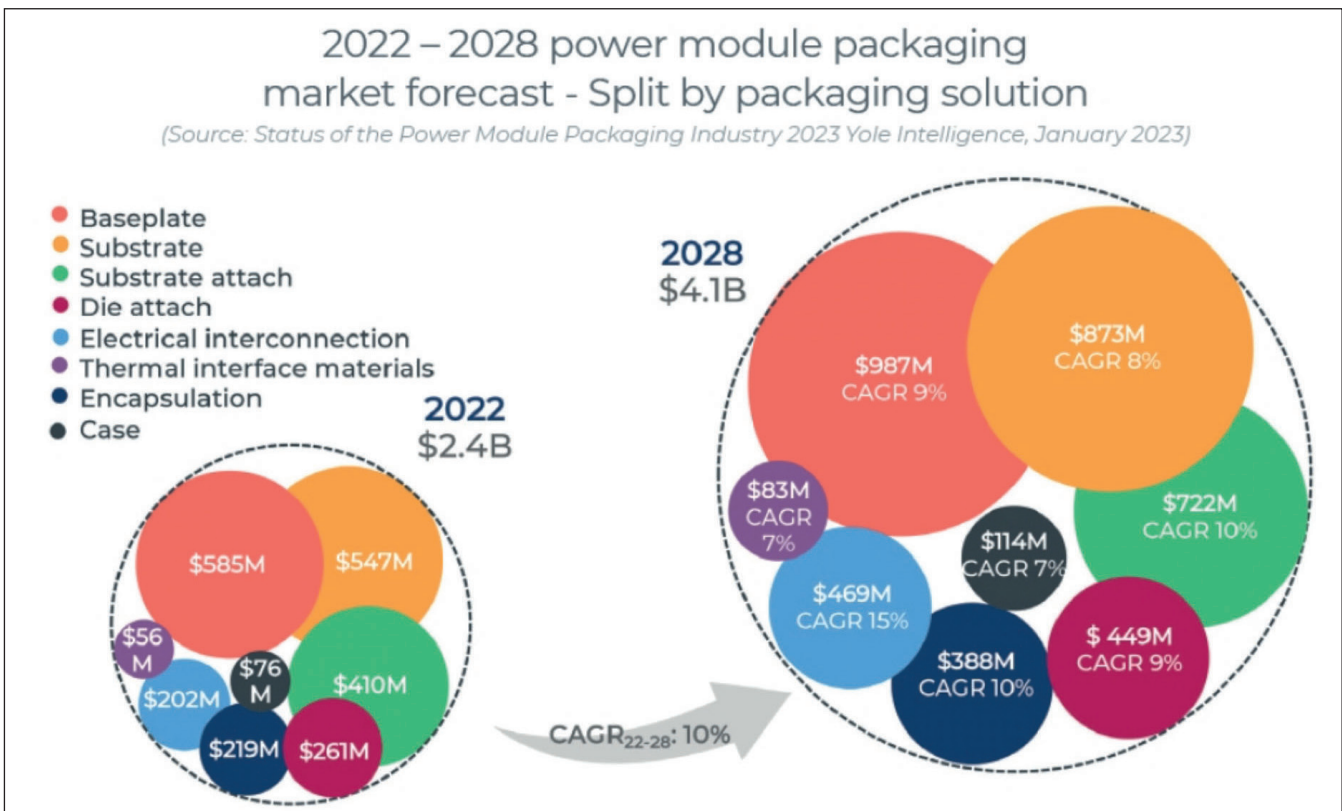 2022 – 2028 power module packaging
market forecast - Split by packaging solution
(Source: Status of the Power Module Packaging Industry 2023 Yole Intelligence, January 2023)
Baseplate
Substrate
Substrate attach
Die attach
Electrical interconnection
Thermal interface materials
Encapsulation
Case
2022
$2.4B
$585M
$547M
$56
M
$76
M
$410M
$202M
$219M
$261M
CAGR22-28: 10%
2028
$4.1B
$987M
CAGR 9%
$873M
CAGR 8%
$83M
CAGR
7%
$722M
CAGR 10%
$114M
CAGR 7%
$469M
CAGR 15%
$388M
CAGR 10%
$ 449M
CAGR 9%